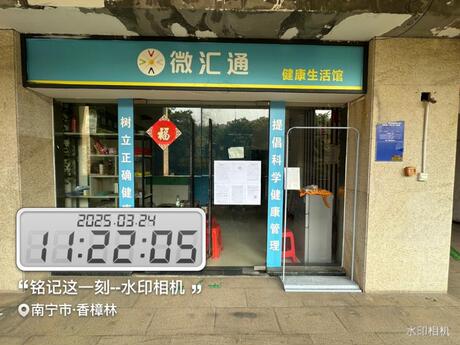 微汇通
健康生活馆
树立正确健
提倡科学健康管理
福
2025.03.24
11:22:05
“铭记这一刻--水印相机 ”
南宁市·香樟林
水印相机